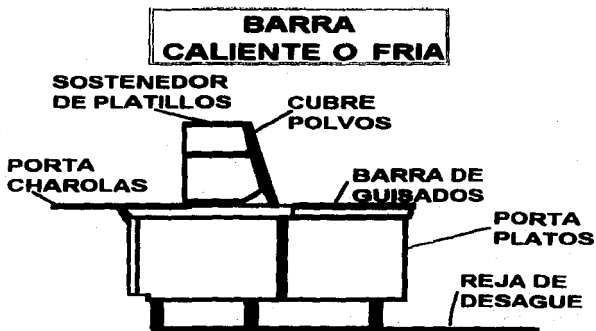 BARRA
CALIENTE O FRIA
SOSTENEDOR
DE PLATILLOS
CUBRE
POLVOS
PORTA
CHAROLAS
BARRA DE
GUISADOS
PORTA
PLATOS
REJA DE
DESAGUE